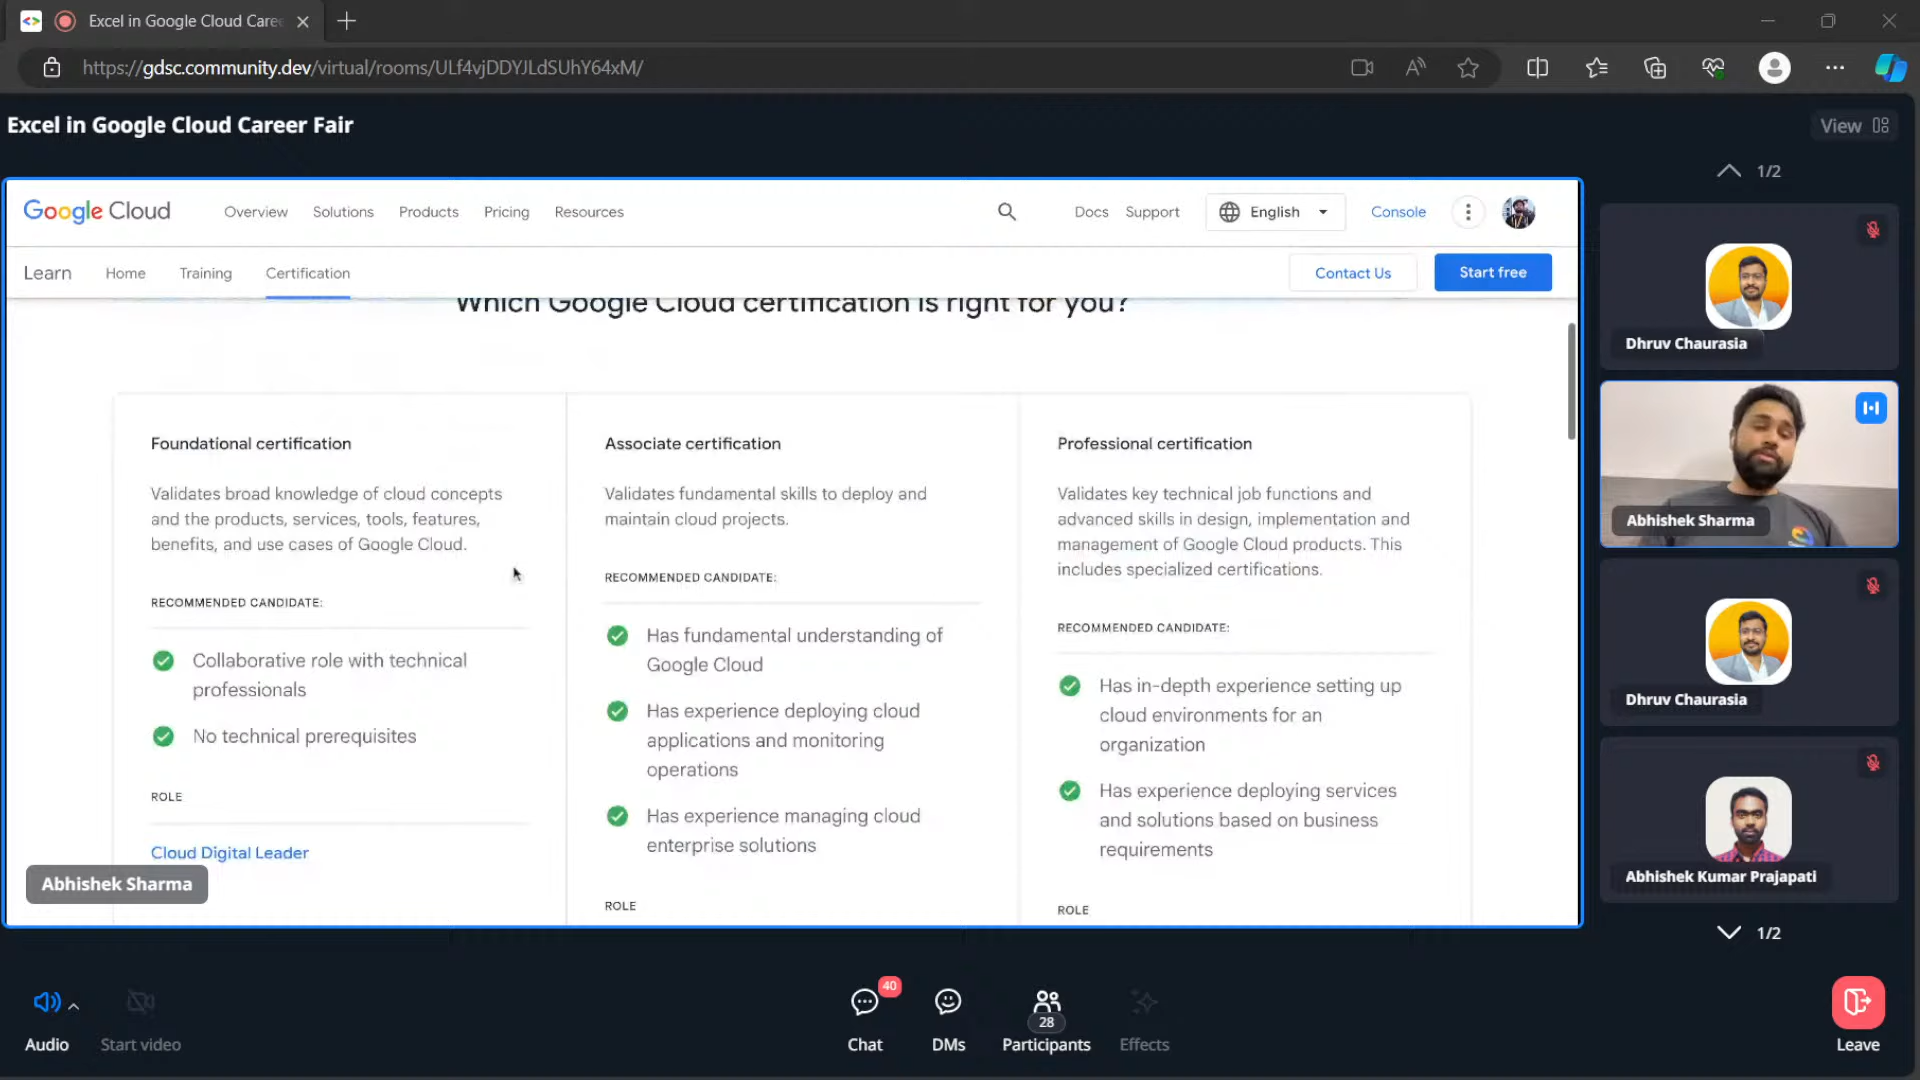 Excel in Google Cloud Caree
https://gdsc.community.dev/virtual/rooms/ULf4vjDDYJLdSUhY64xM/
Excel in Google Cloud Career Fair
View
1/2
Google Cloud
Overview
Solutions
Products
Pricing
Resources
Docs
Support
English
Console
Learn
Home
Training
Certification
Contact Us
Start free
Which Google Cloud certification is right for you?
Foundational certification
Validates broad knowledge of cloud concepts
and the products, services, tools, features,
benefits, and use cases of Google Cloud.
RECOMMENDED CANDIDATE:
Collaborative role with technical
professionals
No technical prerequisites
ROLE
Cloud Digital Leader
Associate certification
Validates fundamental skills to deploy and
maintain cloud projects.
RECOMMENDED CANDIDATE:
Has fundamental understanding of
Google Cloud
Has experience deploying cloud
applications and monitoring
operations
Has experience managing cloud
enterprise solutions
ROLE
Professional certification
Validates key technical job functions and
advanced skills in design, implementation and
management of Google Cloud products. This
includes specialized certifications.
RECOMMENDED CANDIDATE:
Has in-depth experience setting up
cloud environments for an
organization
Has experience deploying services
and solutions based on business
requirements
ROLE
Abhishek Sharma
Dhruv Chaurasia
Abhishek Sharma
Dhruv Chaurasia
Abhishek Kumar Prajapati
1/2
Audio
Start video
40
Chat
DMs
28
Participants
Effects
Leave